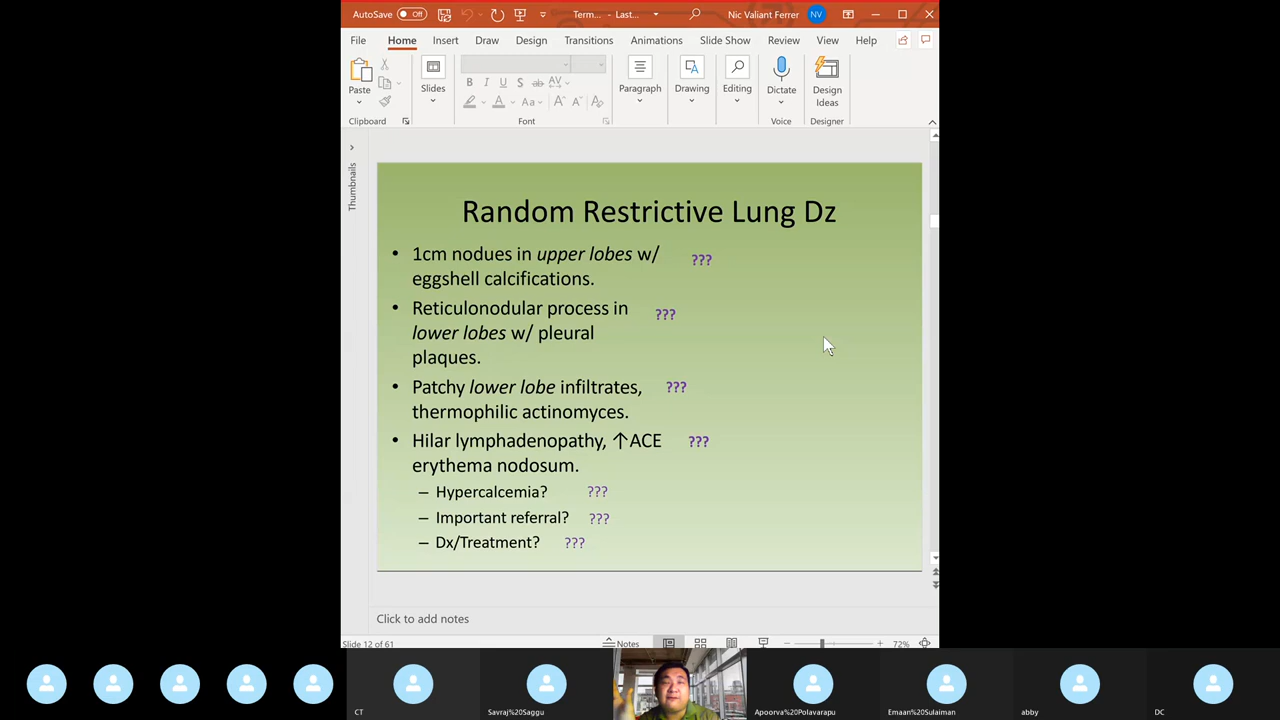 AutoSave Off Term... - Last... Nic Valiant Ferrer NV
File Home Insert Draw Design Transitions Animations Slide Show Review View Help
Paste Slides B I U S ab AV Aa A A Paragraph Drawing Editing Dictate Design Ideas
Clipboard Font Voice Designer
Thumbnails
Random Restrictive Lung Dz
• 1cm nodues in upper lobes w/ ???
eggshell calcifications.
• Reticulonodular process in ???
lower lobes w/ pleural
plaques.
• Patchy lower lobe infiltrates, ???
thermophilic actinomyces.
• Hilar lymphadenopathy, ↑ACE ???
erythema nodosum.
– Hypercalcemia? ???
– Important referral? ???
– Dx/Treatment? ???
Click to add notes
Slide 12 of 61 Notes 72%
CT Savraj%20Saggu Apoorva%20Polavarapu Emaan%20Sulaiman abby DC